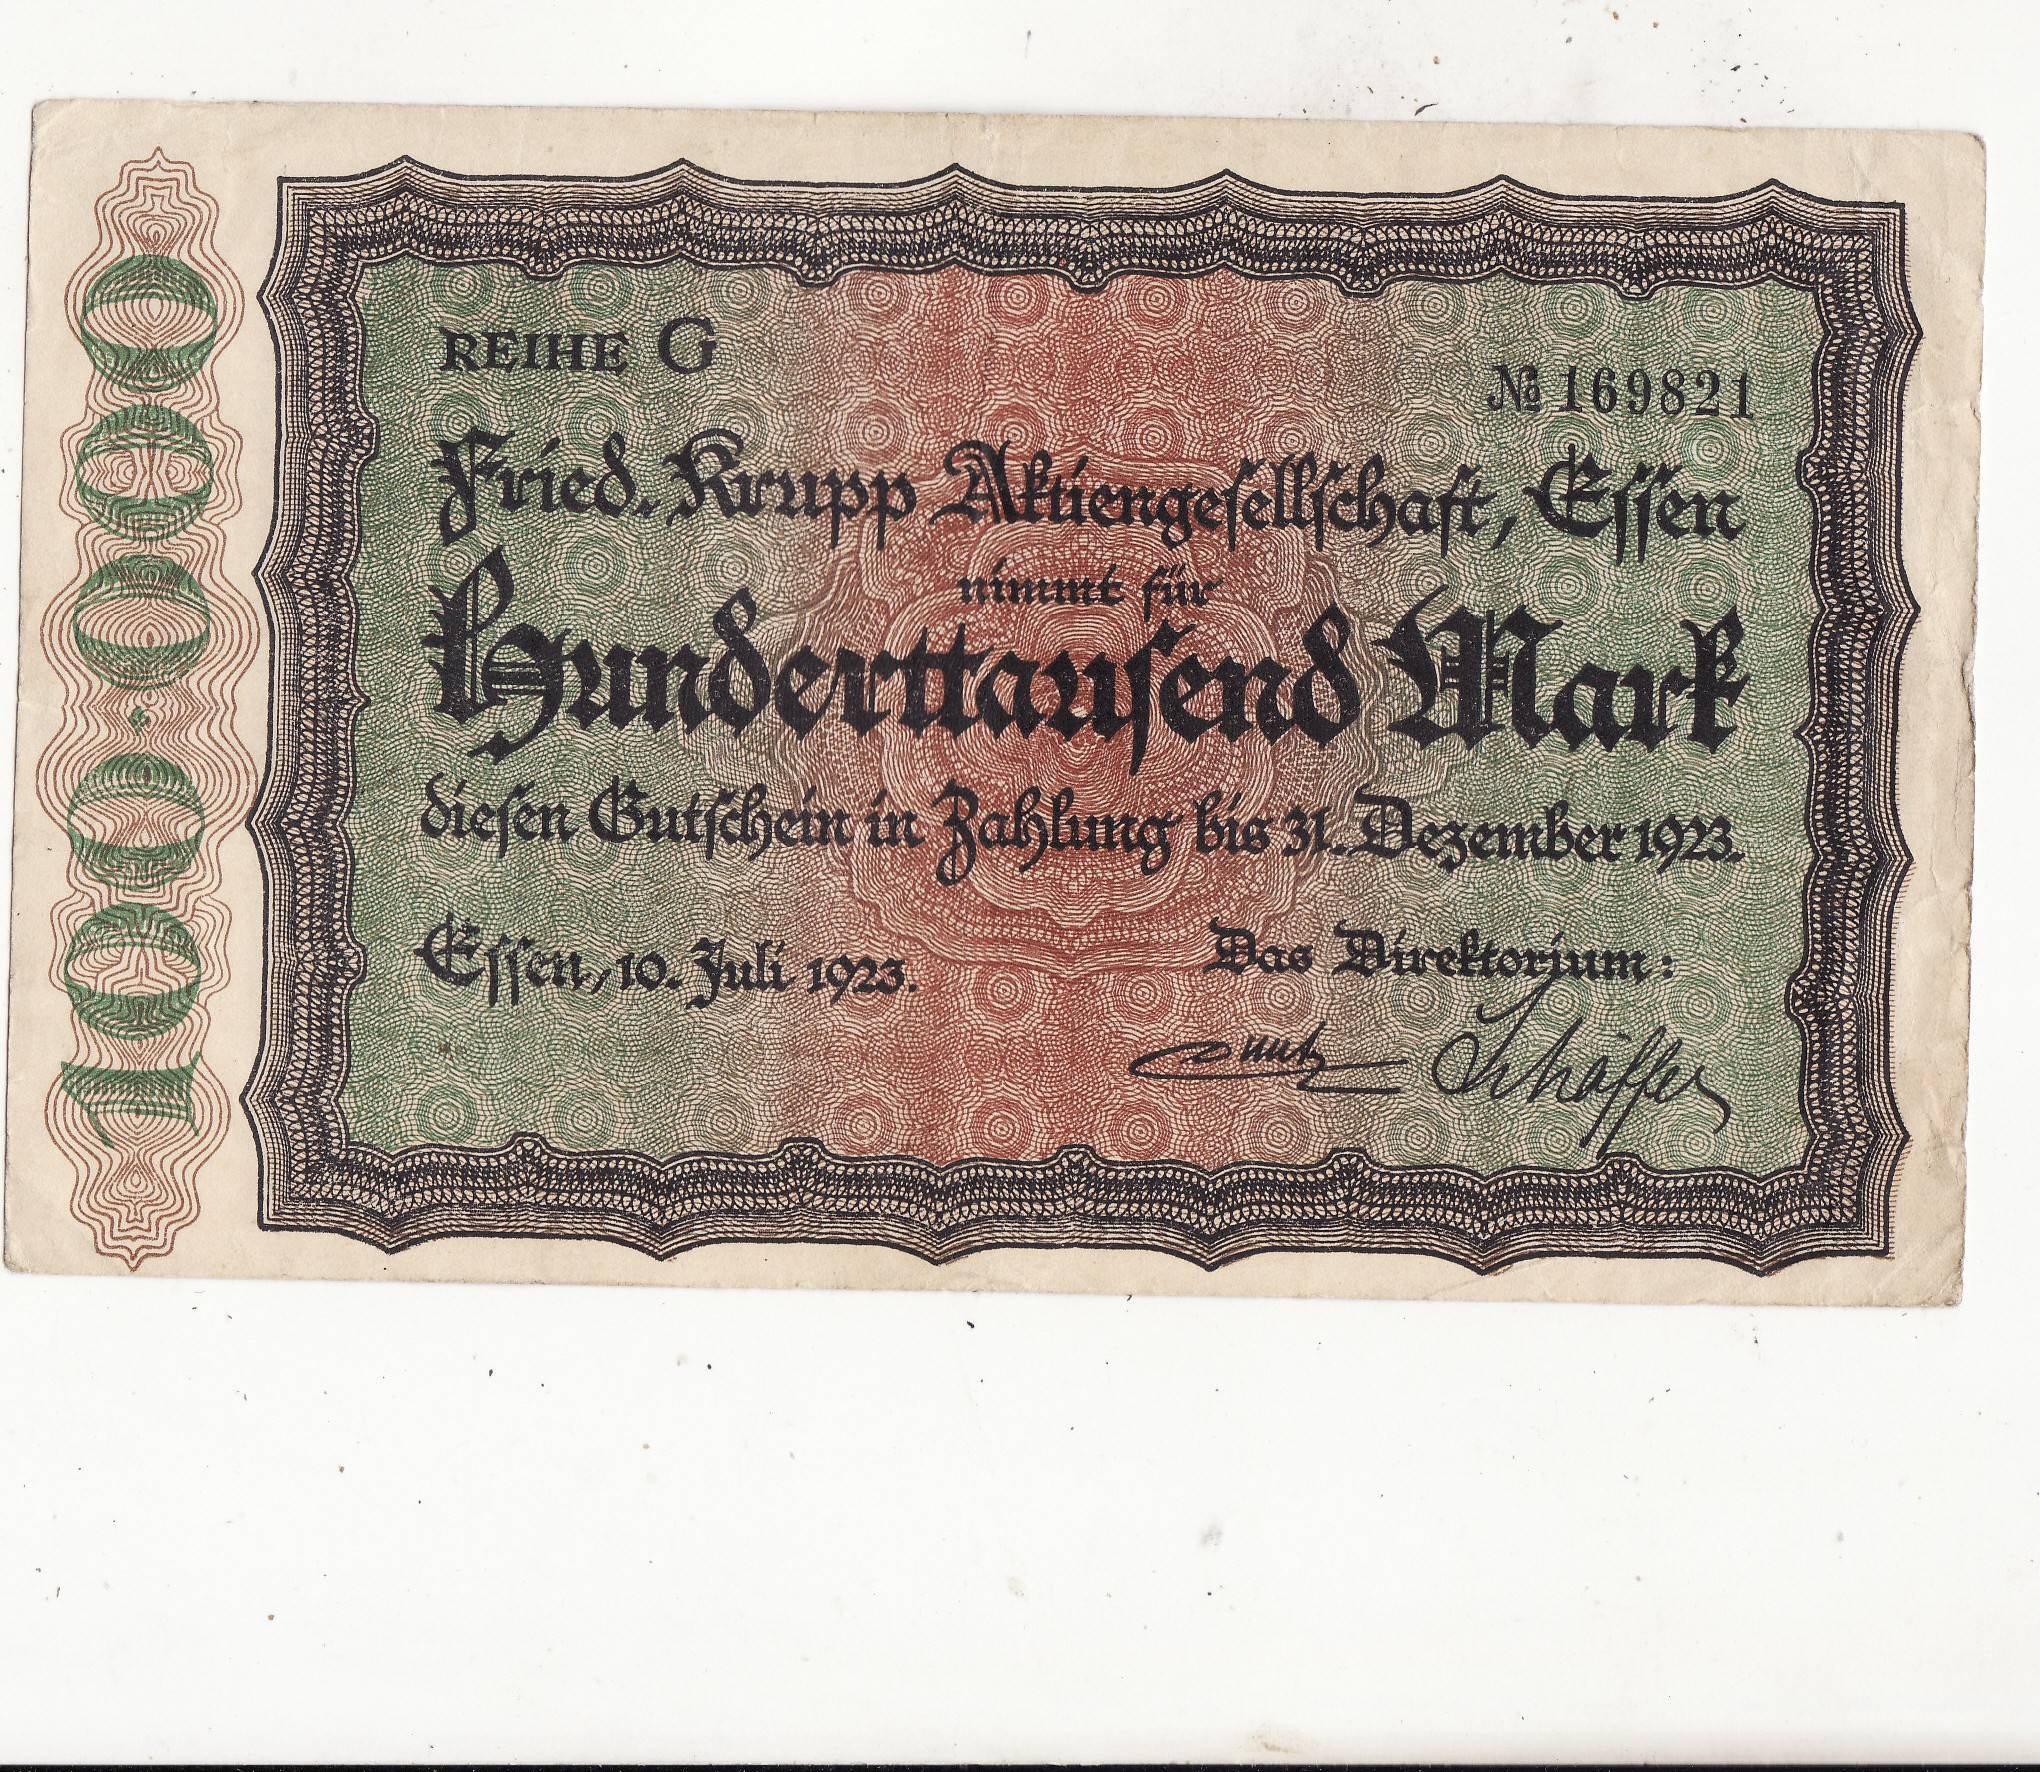 REIHE G
№ 169821
Fried. Krupp Aktiengesellschaft, Essen
nimmt für
Hunderttausend Mark
diesen Gutschein in Zahlung bis 31. Dezember 1923.
Essen, 10. Juli 1923.
Das Direktorium:
Schäffer
100.000